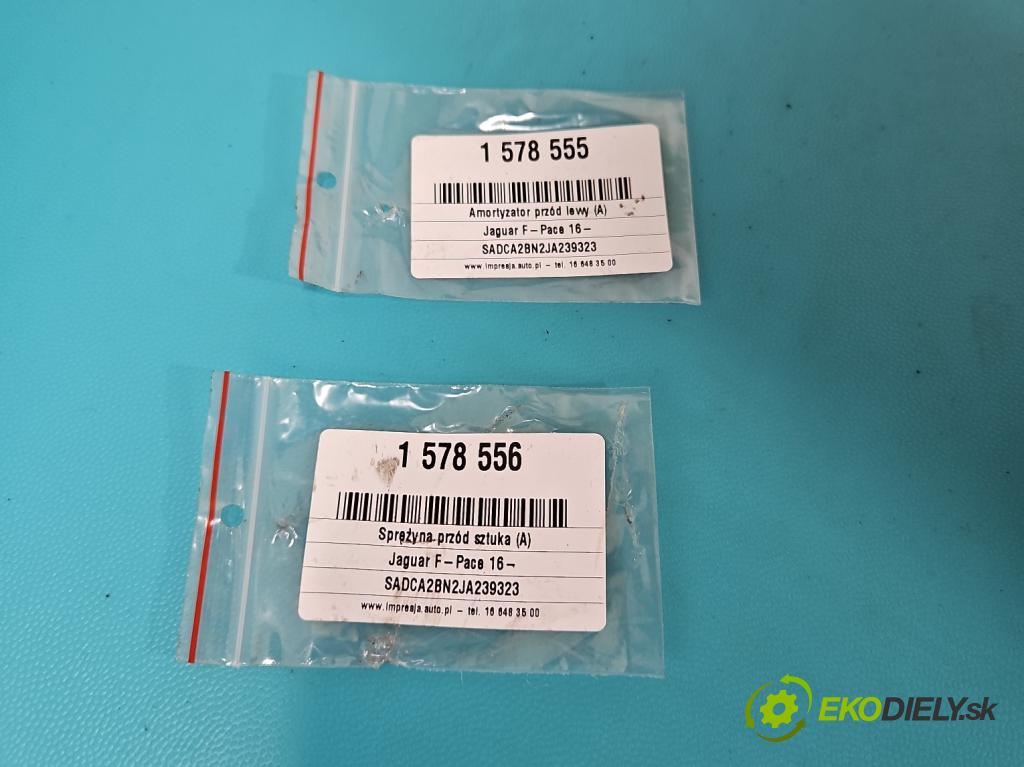 1 578 555
Amortyzator przód lewy (A)
Jaguar F-Pace 16-
SADCA2BN2JA239323
www.impresja.auto.pl - tel. 16 648 35 00
1 578 556
Sprężyna przód sztuka (A)
Jaguar F-Pace 16-
SADCA2BN2JA239323
www.impresja.auto.pl - tel. 16 648 35 00
EKODIELY.sk